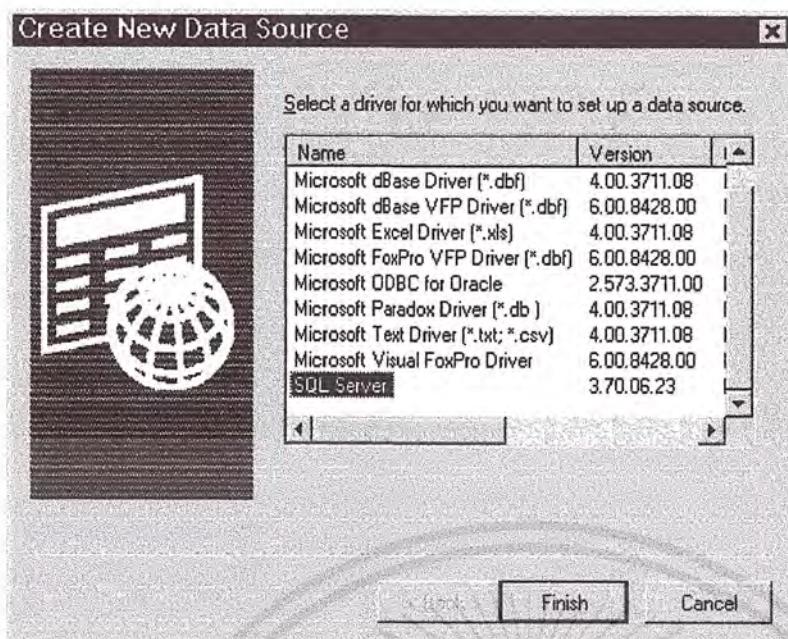 Create New Data Source
Select a driver for which you want to set up a data source.
Name Version
Microsoft dBase Driver (*.dbf) 4.00.3711.08
Microsoft dBase VFP Driver (*.dbf) 6.00.8428.00
Microsoft Excel Driver (*.xls) 4.00.3711.08
Microsoft FoxPro VFP Driver (*.dbf) 6.00.8428.00
Microsoft ODBC for Oracle 2.573.3711.00
Microsoft Paradox Driver (*.db ) 4.00.3711.08
Microsoft Text Driver (*.txt; *.csv) 4.00.3711.08
Microsoft Visual FoxPro Driver 6.00.8428.00
SQL Server 3.70.06.23
< Back Finish Cancel